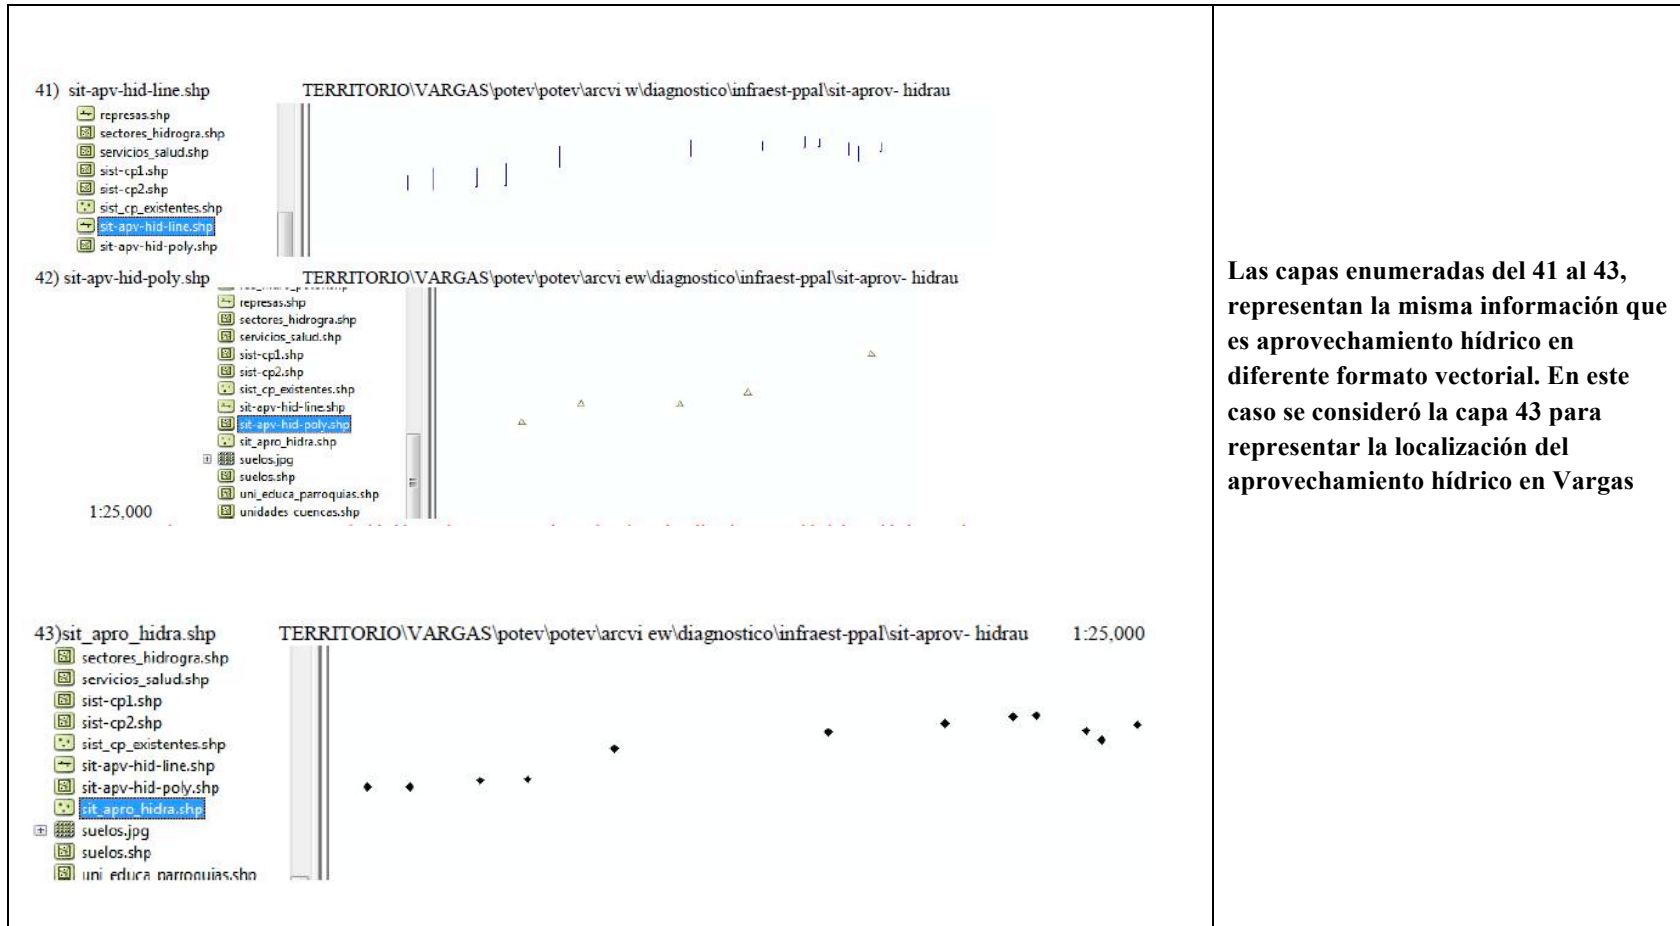 41) sit-apv-hid-line.shp TERRITORIO\VARGAS\potev\potev\arcvi w\diagnostico\infraest-ppal\sit-aprov- hidrau
represas.shp
sectores_hidrogra.shp
servicios_salud.shp
sist-cp1.shp
sist-cp2.shp
sist_cp_existentes.shp
sit-apv-hid-line.shp
sit-apv-hid-poly.shp
42) sit-apv-hid-poly.shp TERRITORIO\VARGAS\potev\potev\arcvi ew\diagnostico\infraest-ppal\sit-aprov- hidrau
represas.shp
sectores_hidrogra.shp
servicios_salud.shp
sist-cp1.shp
sist-cp2.shp
sist_cp_existentes.shp
sit-apv-hid-line.shp
sit-apv-hid-poly.shp
sit_apro_hidra.shp
suelos.jpg
suelos.shp
uni_educa_parroquias.shp
1:25,000 unidades_cuencas.shp
43)sit_apro_hidra.shp TERRITORIO\VARGAS\potev\potev\arcvi ew\diagnostico\infraest-ppal\sit-aprov- hidrau 1:25,000
sectores_hidrogra.shp
servicios_salud.shp
sist-cp1.shp
sist-cp2.shp
sist_cp_existentes.shp
sit-apv-hid-line.shp
sit-apv-hid-poly.shp
sit_apro_hidra.shp
suelos.jpg
suelos.shp
uni_educa_parroquias.shp
Las capas enumeradas del 41 al 43,
representan la misma información que
es aprovechamiento hídrico en
diferente formato vectorial. En este
caso se consideró la capa 43 para
representar la localización del
aprovechamiento hídrico en Vargas